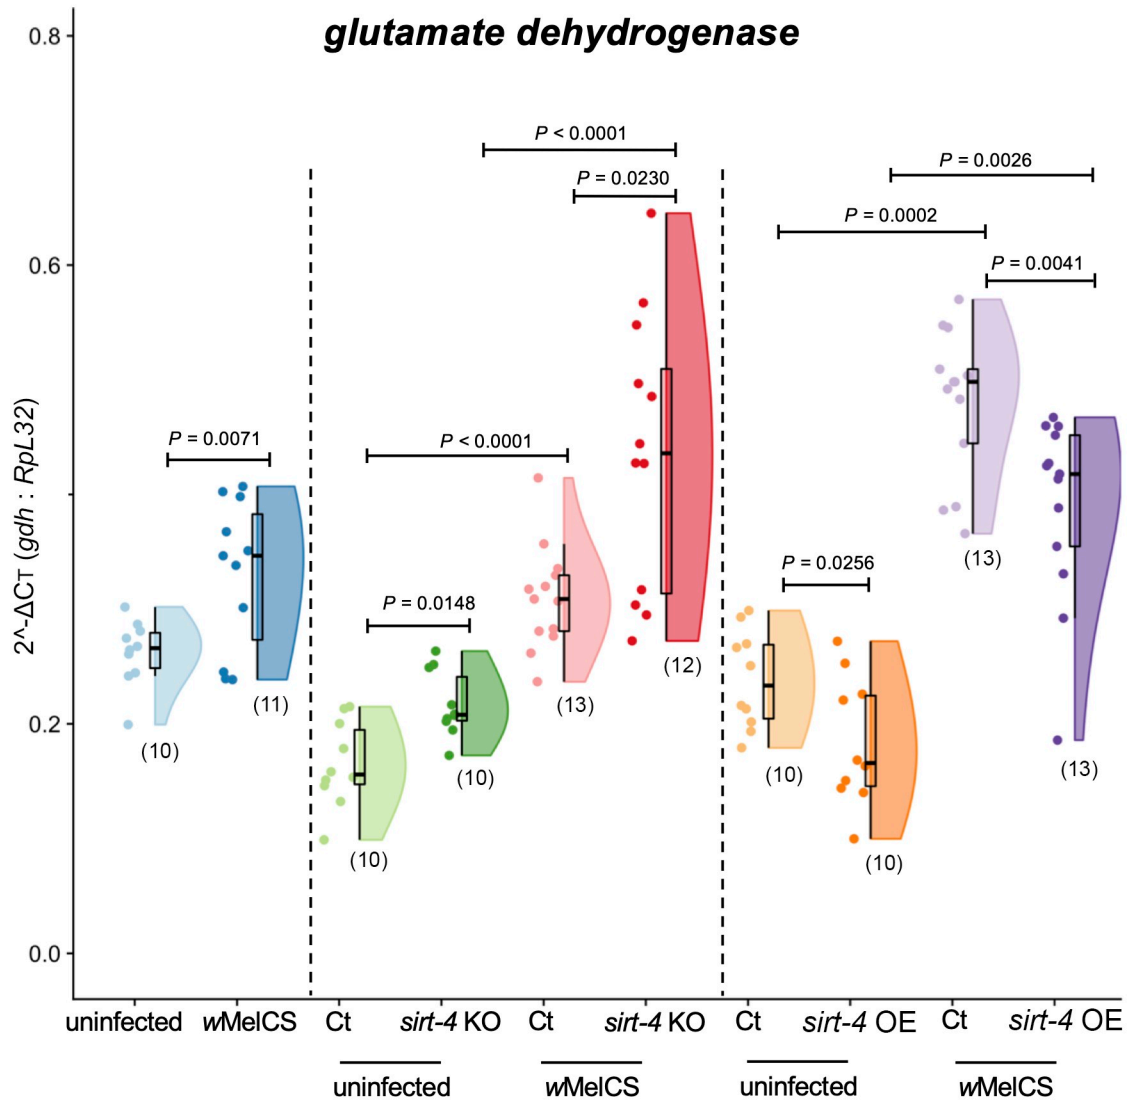 glutamate dehydrogenase
2^-ΔCT (gdh : RpL32)
0.8
0.6
0.2
0.0
P < 0.0001
P = 0.0230
P = 0.0026
P = 0.0002
P = 0.0041
P = 0.0071
P < 0.0001
P = 0.0148
P = 0.0256
(10)
(11)
(10)
(10)
(13)
(12)
(10)
(10)
(13)
(13)
uninfected wMelCS Ct sirt-4 KO Ct sirt-4 KO Ct sirt-4 OE Ct sirt-4 OE
uninfected wMelCS uninfected wMelCS